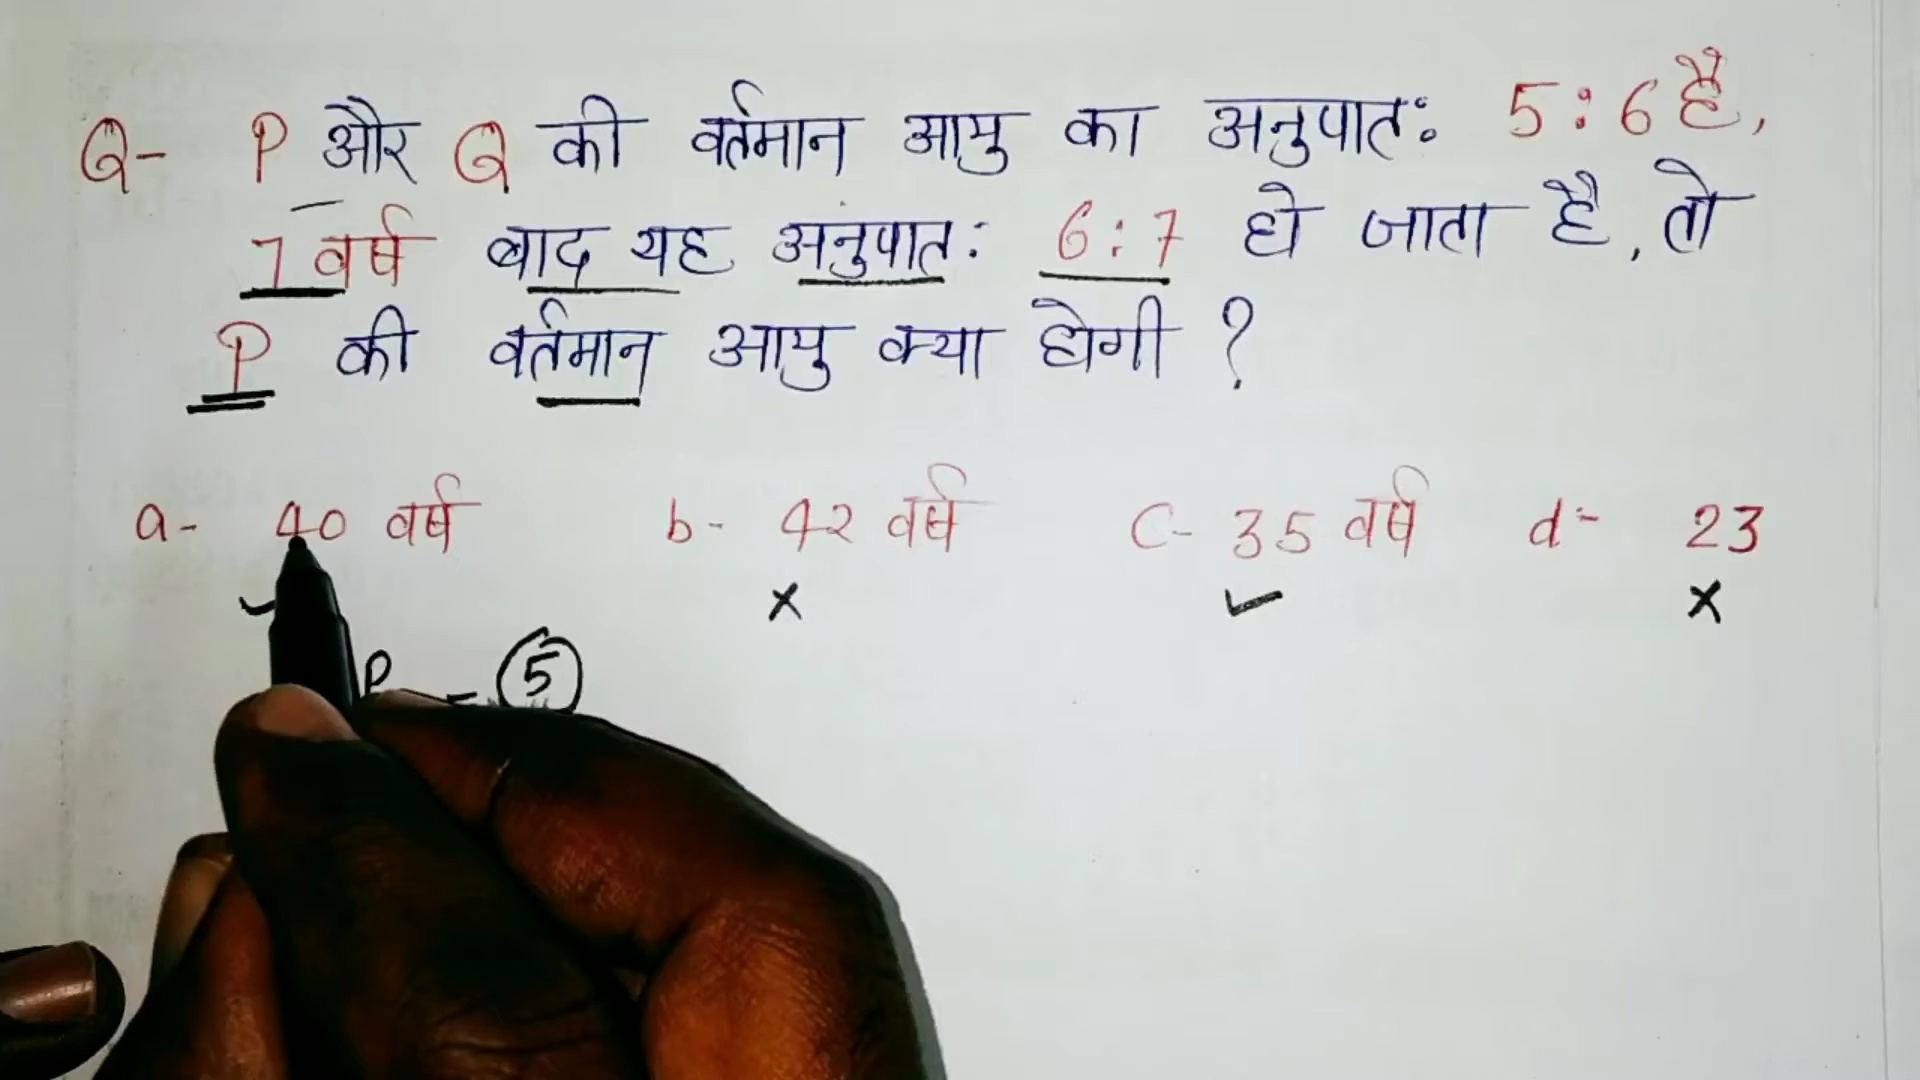 Q- P और Q की वर्तमान आयु का अनुपात: 5:6 है,
7 वर्ष बाद यह अनुपात: 6:7 हो जाता है, तो
P की वर्तमान आयु क्या होगी ?
a- 40 वर्ष b- 42 वर्ष C- 35 वर्ष d- 23
P - 5